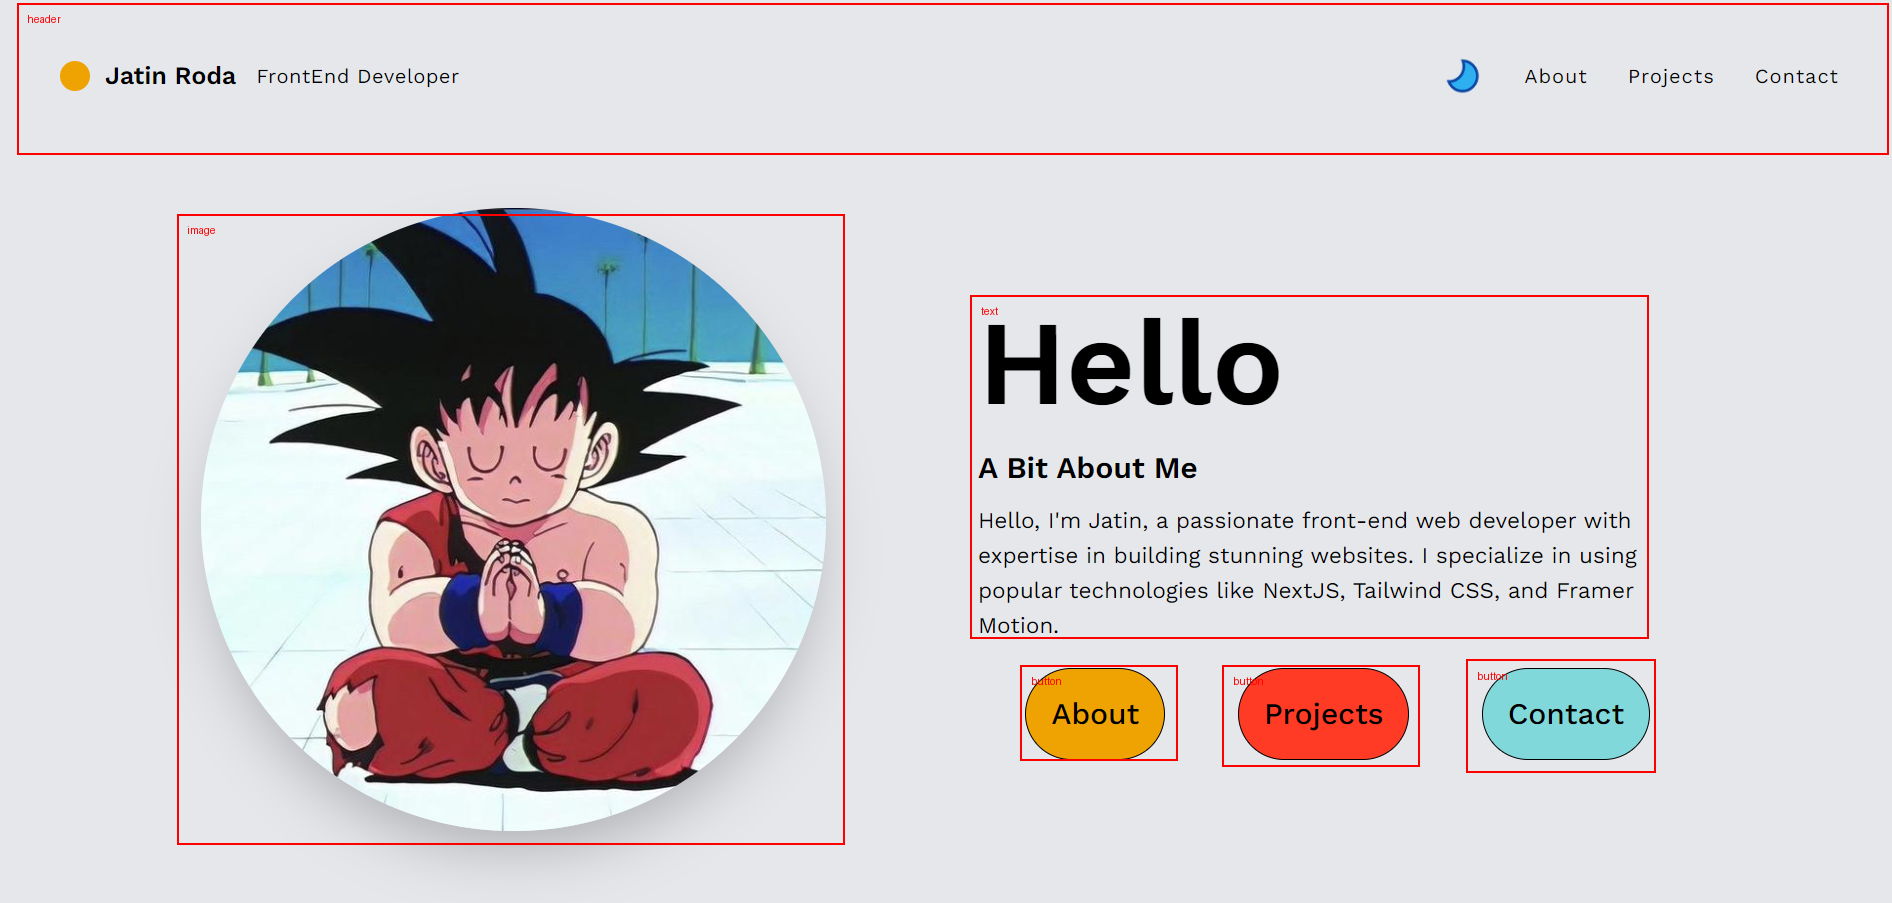 header
Jatin Roda FrontEnd Developer About Projects Contact
image
text
Hello
A Bit About Me
Hello, I'm Jatin, a passionate front-end web developer with
expertise in building stunning websites. I specialize in using
popular technologies like NextJS, Tailwind CSS, and Framer
Motion.
button button button
About Projects Contact